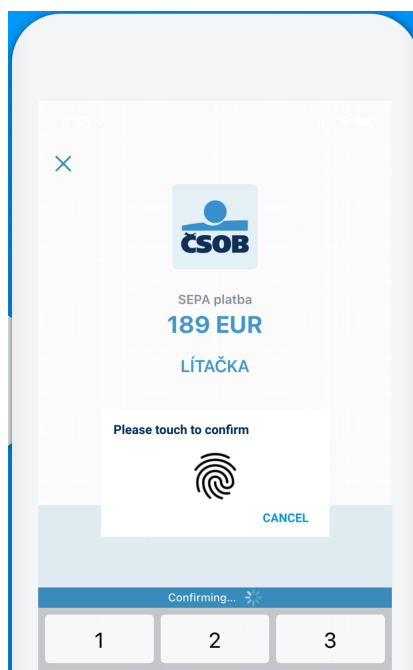 ČSOB
SEPA platba
189 EUR
LÍTAČKA
Please touch to confirm
CANCEL
Confirming...
1 2 3